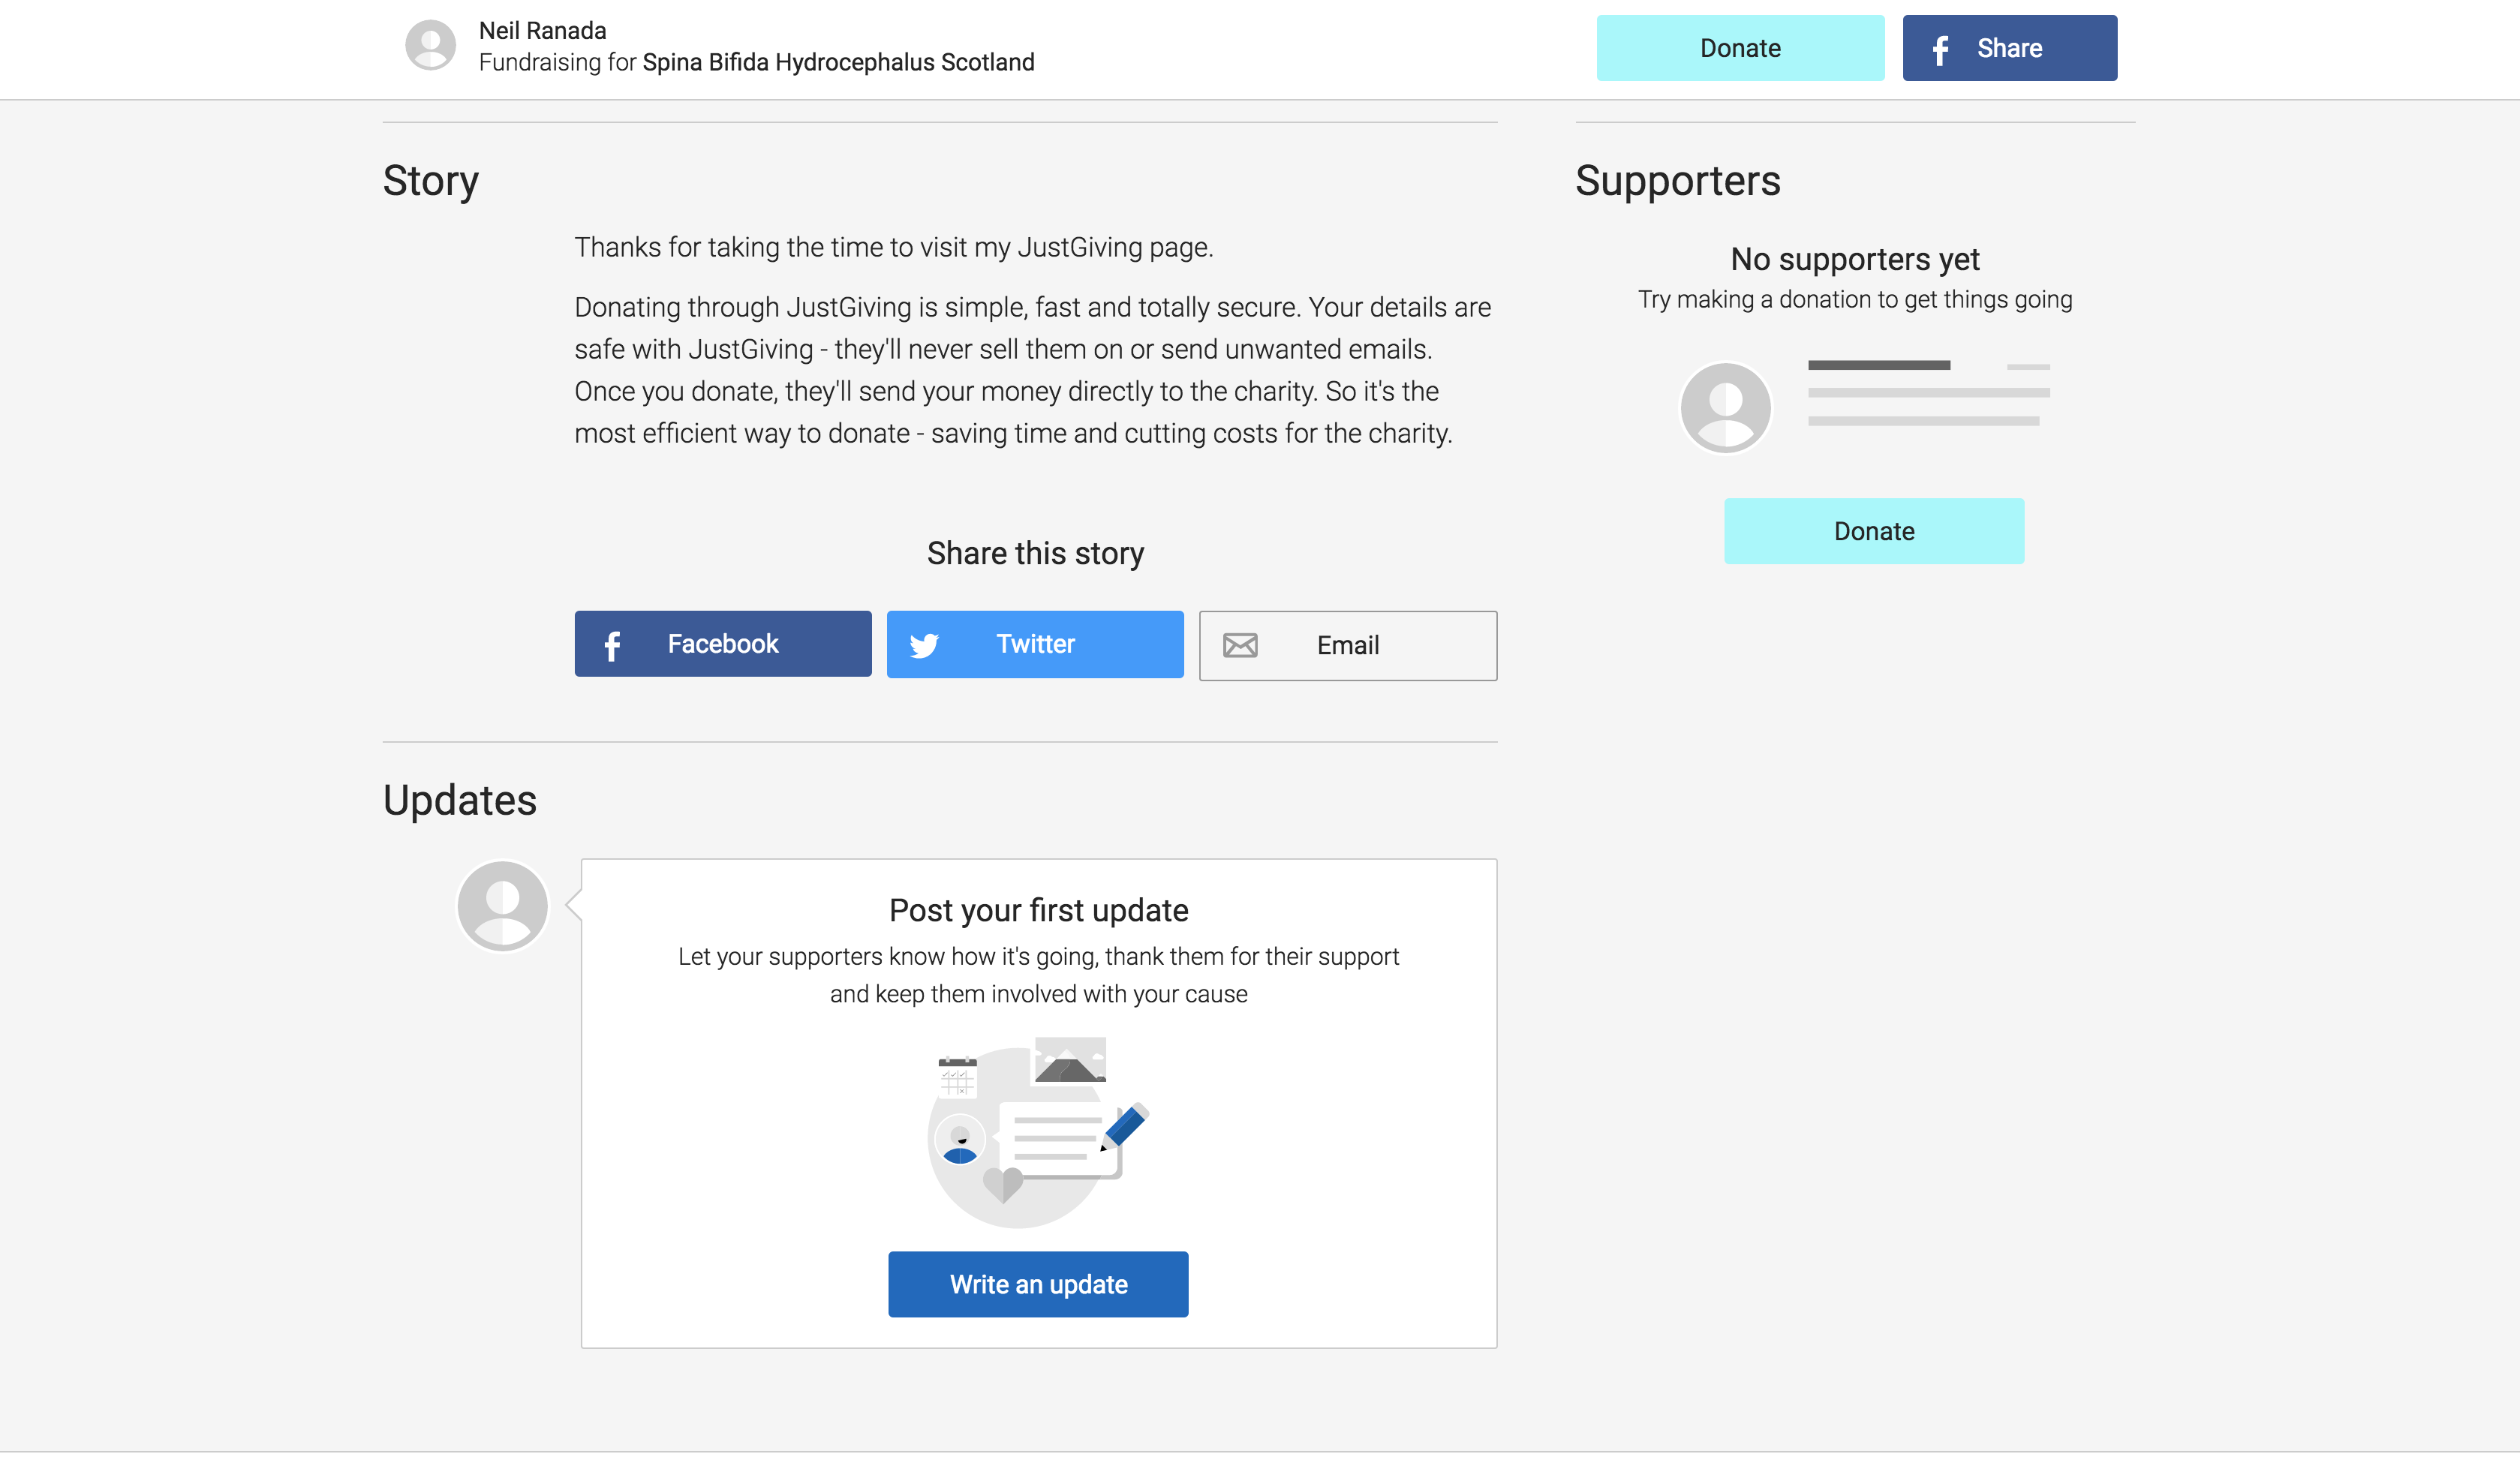 Neil Ranada
Fundraising for Spina Bifida Hydrocephalus Scotland
Donate
Share
Story
Thanks for taking the time to visit my JustGiving page.
Donating through JustGiving is simple, fast and totally secure. Your details are
safe with JustGiving - they'll never sell them on or send unwanted emails.
Once you donate, they'll send your money directly to the charity. So it's the
most efficient way to donate - saving time and cutting costs for the charity.
Share this story
Facebook
Twitter
Email
Supporters
No supporters yet
Try making a donation to get things going
Donate
Updates
Post your first update
Let your supporters know how it's going, thank them for their support
and keep them involved with your cause
Write an update